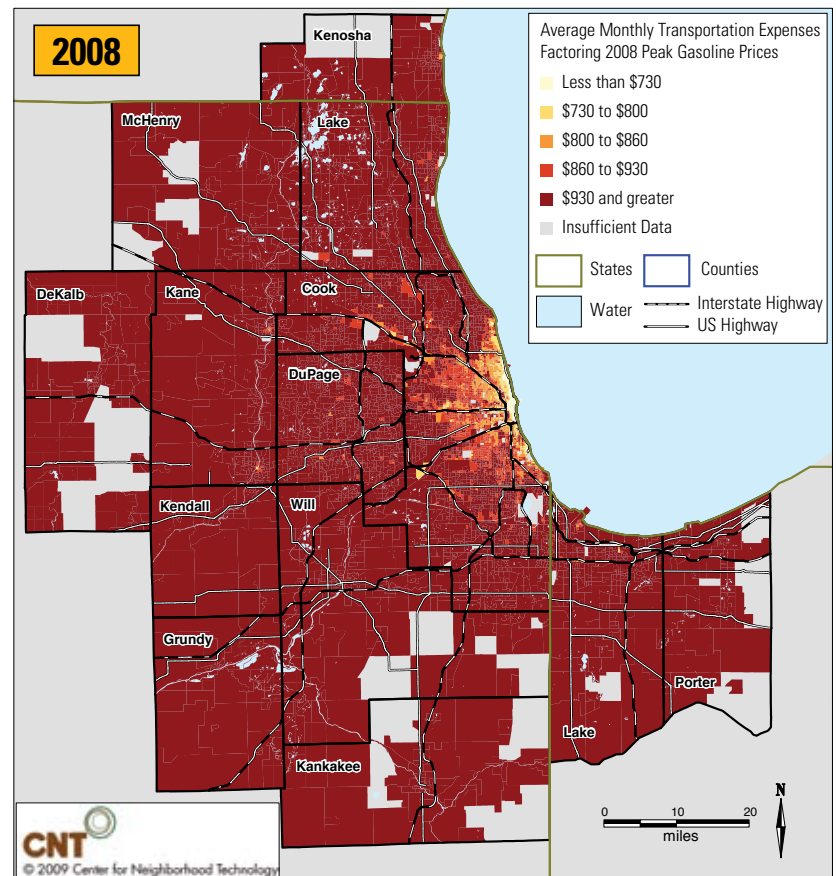 2008
Kenosha
McHenry
Lake
DeKalb
Kane
Cook
DuPage
Kendall
Will
Grundy
Kankakee
Lake
Porter
Average Monthly Transportation Expenses
Factoring 2008 Peak Gasoline Prices
Less than $730
$730 to $800
$800 to $860
$860 to $930
$930 and greater
Insufficient Data
States
Counties
Water
Interstate Highway
US Highway
N
0 10 20
miles
CNT
© 2009 Center for Neighborhood Technology